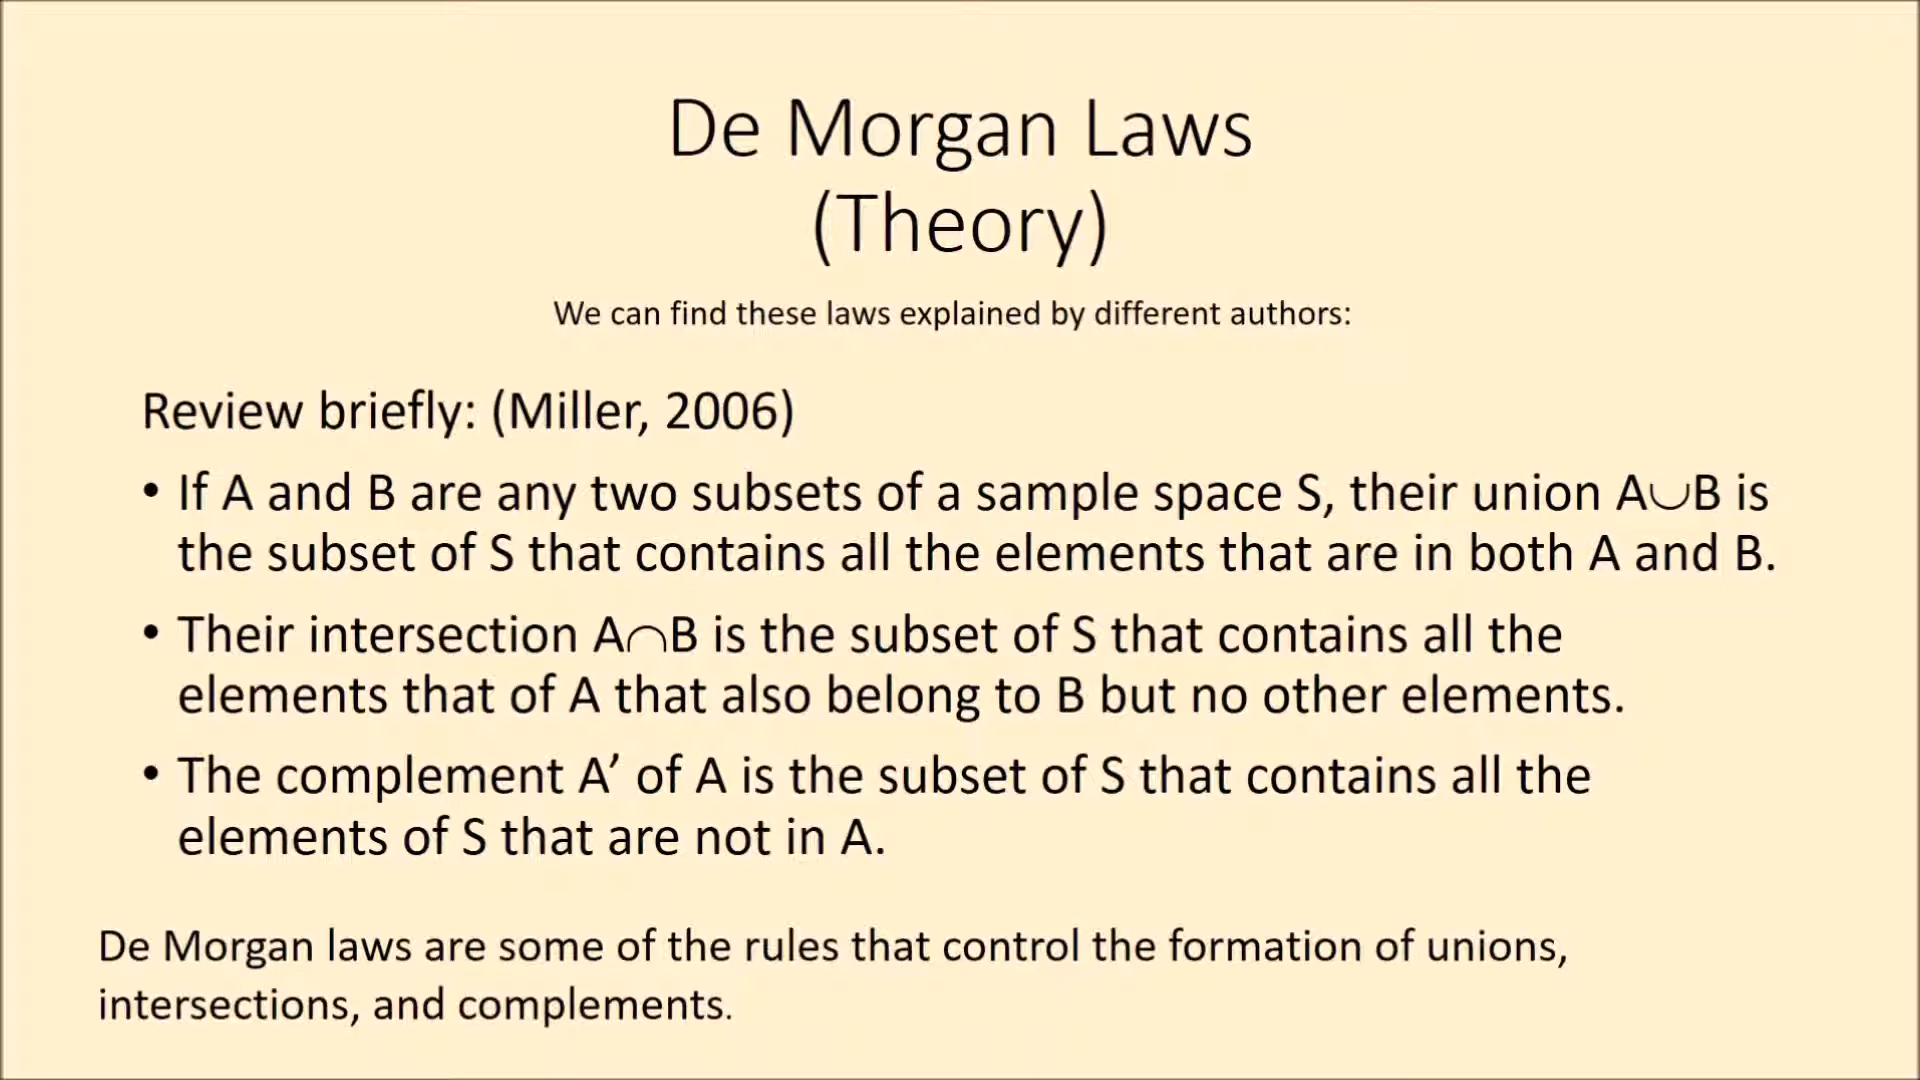 De Morgan Laws
(Theory)
We can find these laws explained by different authors:
Review briefly: (Miller, 2006)
• If A and B are any two subsets of a sample space S, their union A∪B is
the subset of S that contains all the elements that are in both A and B.
• Their intersection A∩B is the subset of S that contains all the
elements that of A that also belong to B but no other elements.
• The complement A’ of A is the subset of S that contains all the
elements of S that are not in A.
De Morgan laws are some of the rules that control the formation of unions,
intersections, and complements.